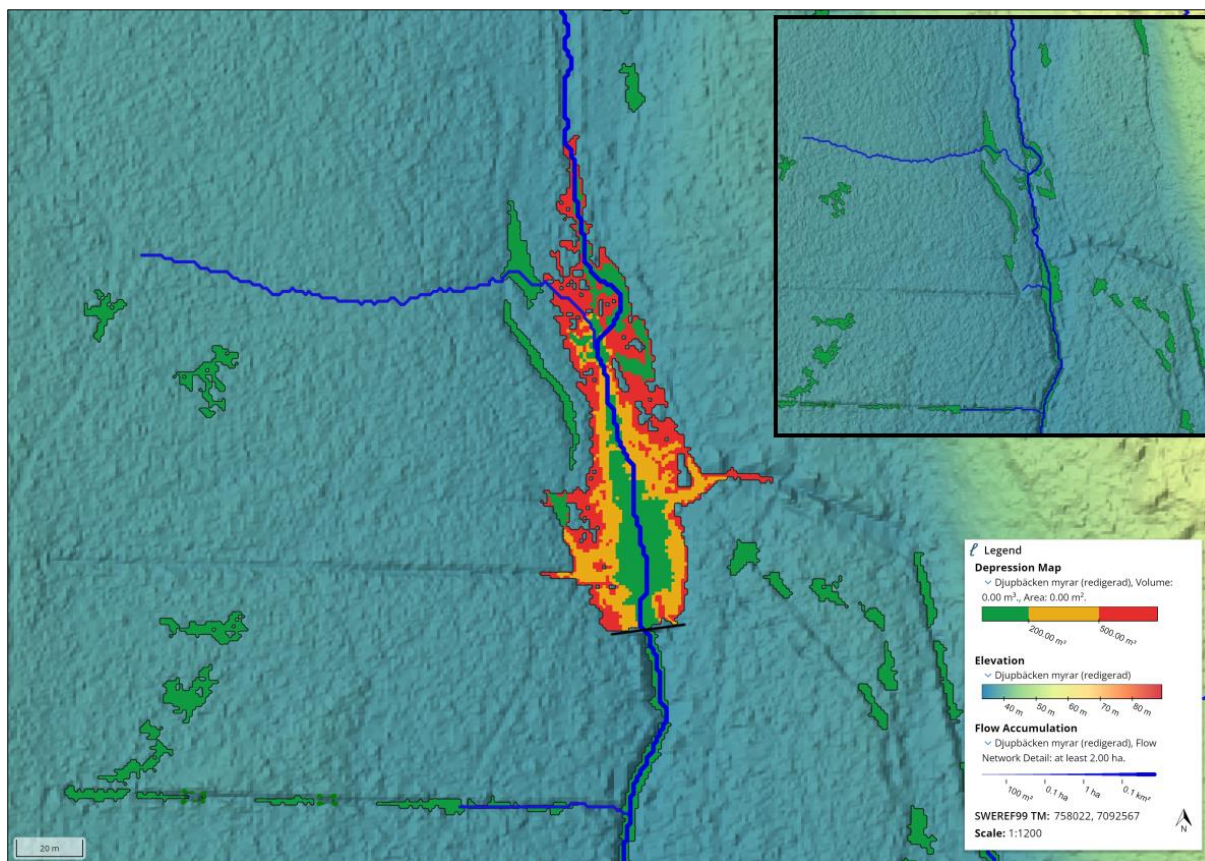 Legend
Depression Map
Djupbäcken myrar (redigerad), Volume:
0.00 m³., Area: 0.00 m².
200.00 m³ 500.00 m³
Elevation
Djupbäcken myrar (redigerad)
40 m 50 m 60 m 70 m 80 m
Flow Accumulation
Djupbäcken myrar (redigerad), Flow
Network Detail: at least 2.00 ha.
100 m² 0.1 ha 1 ha 0.1 km²
SWEREF99 TM: 758022, 7092567
Scale: 1:1200
N
20 m